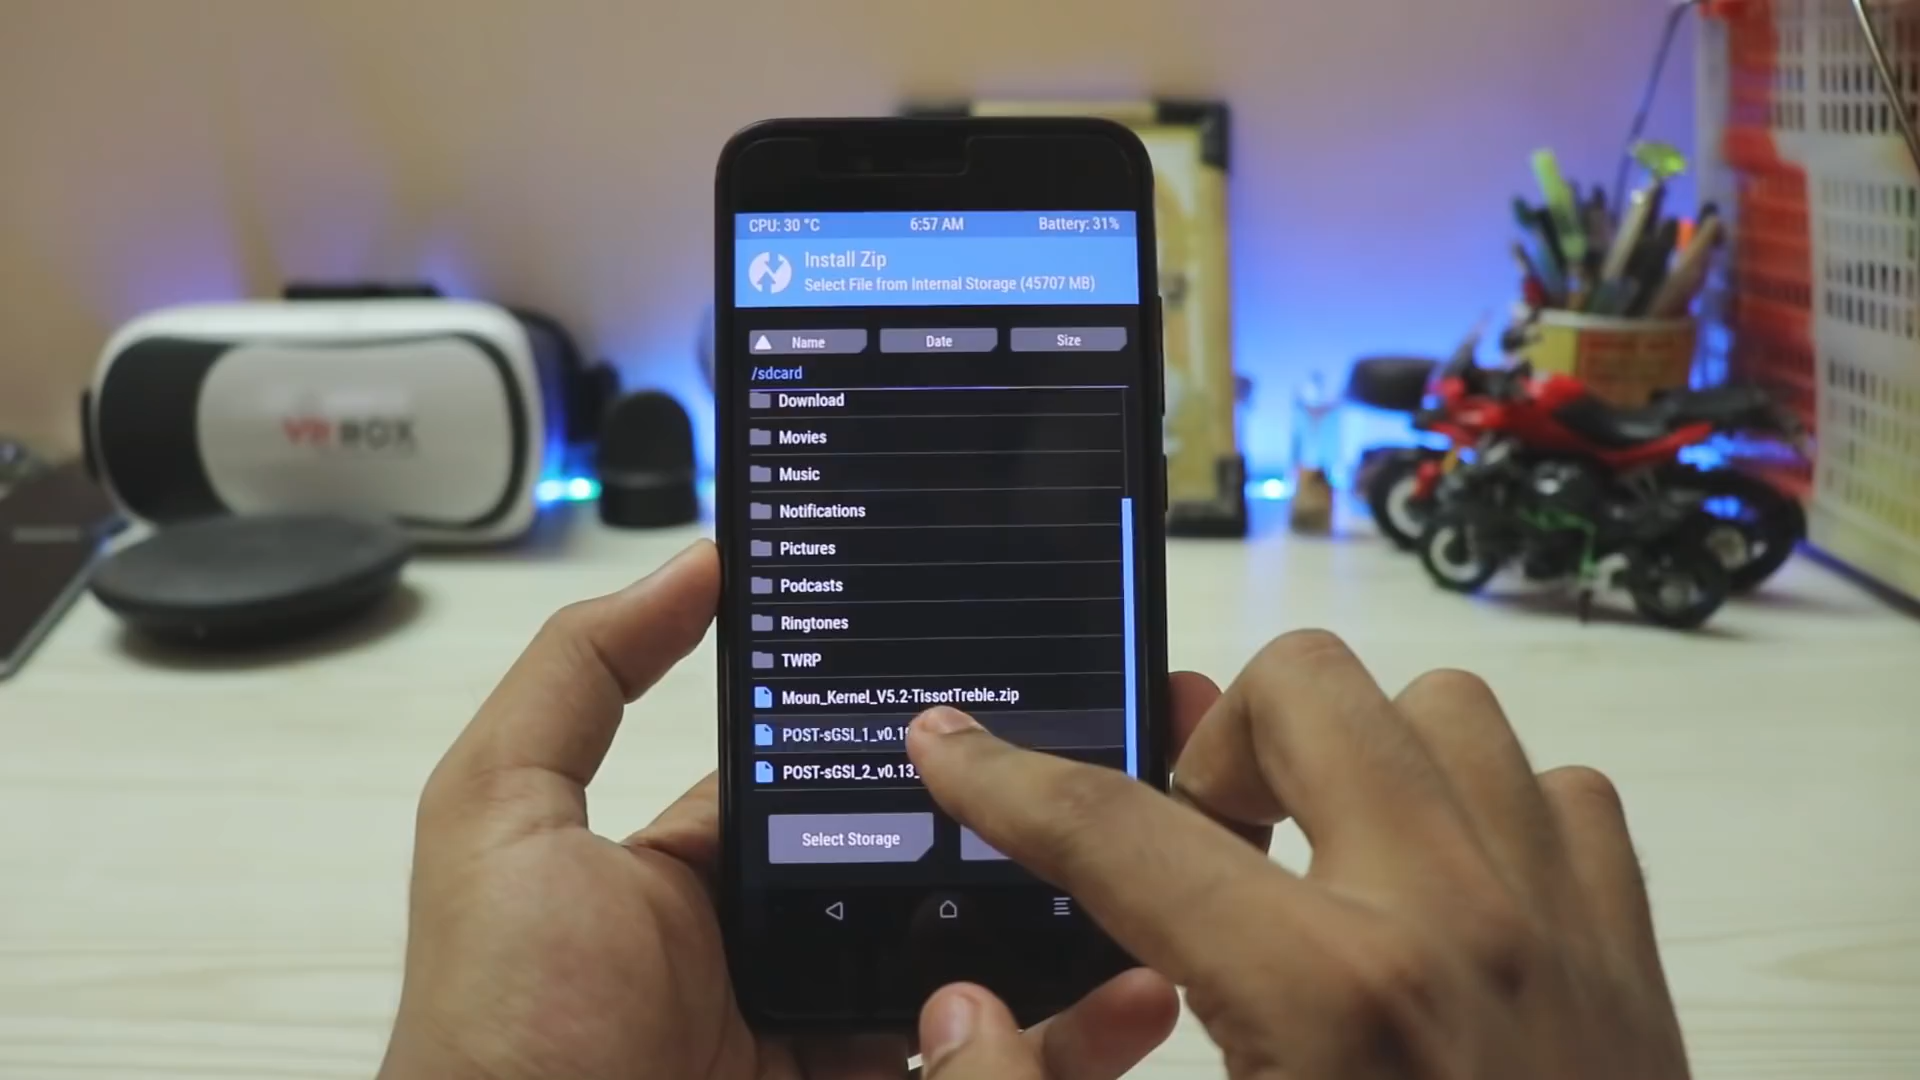 CPU: 30 °C 6:57 AM Battery: 31%
Install Zip
Select File from Internal Storage (45707 MB)
Name Date Size
/sdcard
Download
Movies
Music
Notifications
Pictures
Podcasts
Ringtones
TWRP
Moun_Kernel_V5.2-TissotTreble.zip
POST-sGSI_1_v0.1
POST-sGSI_2_v0.13_
Select Storage
VR BOX